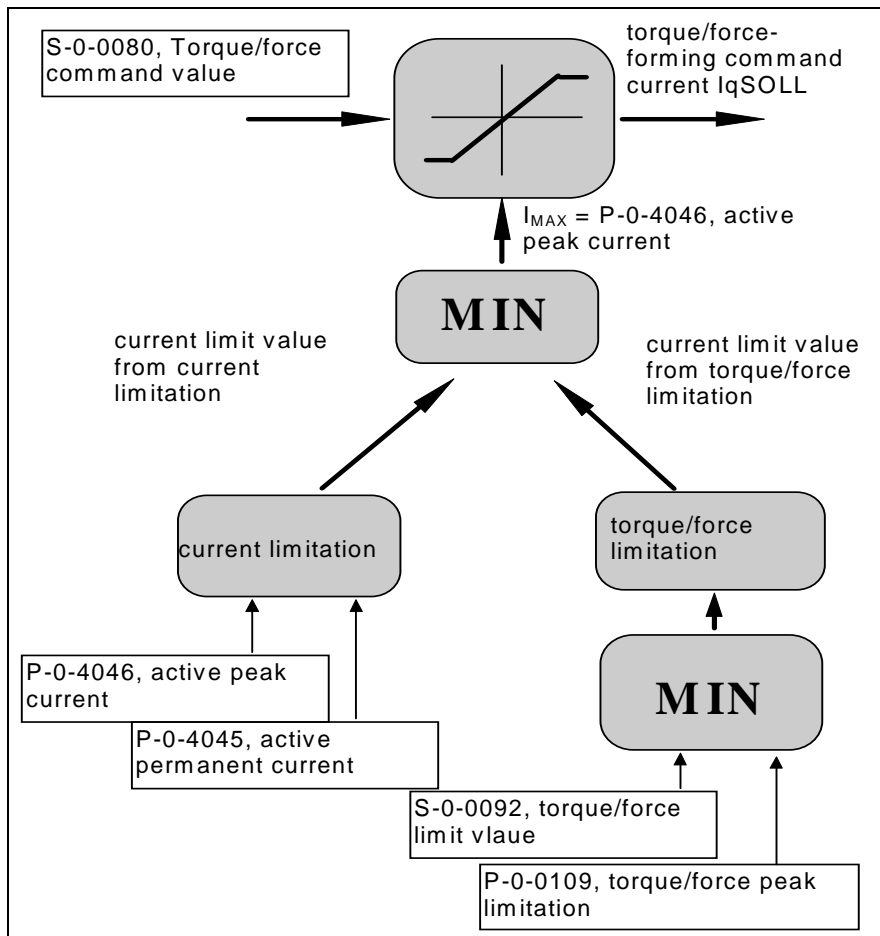 S-0-0080, Torque/force
command value
torque/force-
forming command
current IqSOLL
IMAX = P-0-4046, active
peak current
MIN
current limit value
from current
limitation
current limit value
from torque/force
limitation
current limitation
torque/force
limitation
P-0-4046, active peak
current
P-0-4045, active
permanent current
MIN
S-0-0092, torque/force
limit vlaue
P-0-0109, torque/force peak
limitation